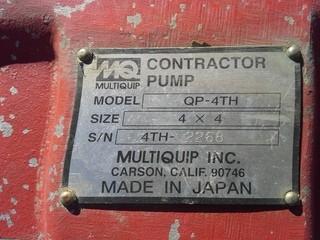 MQ CONTRACTOR
MULTIQUIP PUMP
MODEL QP-4TH
SIZE 4 X 4
S/N 4TH-2268
MULTIQUIP INC.
CARSON, CALIF. 90746
MADE IN JAPAN